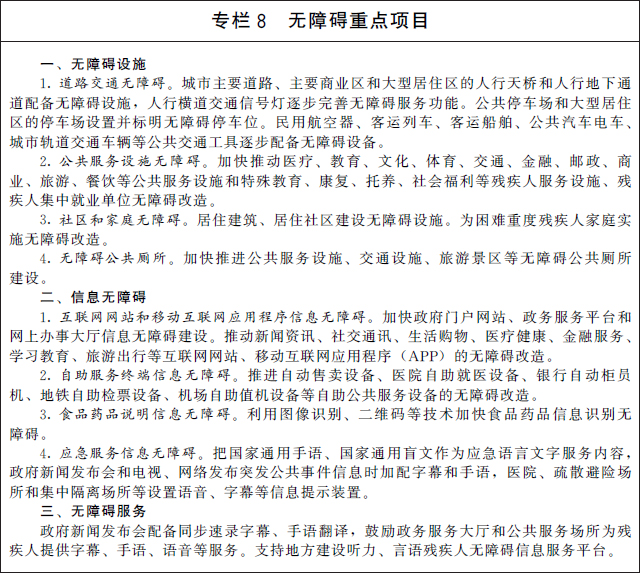 专栏 8　无障碍重点项目
一、无障碍设施
1. 道路交通无障碍。城市主要道路、主要商业区和大型居住区的人行天桥和人行地下通
道配备无障碍设施，人行横道交通信号灯逐步完善无障碍服务功能。公共停车场和大型居住
区的停车场设置并标明无障碍停车位。民用航空器、客运列车、客运船舶、公共汽车电车、
城市轨道交通车辆等公共交通工具逐步配备无障碍设备。
2. 公共服务设施无障碍。加快推动医疗、教育、文化、体育、交通、金融、邮政、商
业、旅游、餐饮等公共服务设施和特殊教育、康复、托养、社会福利等残疾人服务设施、残
疾人集中就业单位无障碍改造。
3. 社区和家庭无障碍。居住建筑、居住社区建设无障碍设施。为困难重度残疾人家庭实
施无障碍改造。
4. 无障碍公共厕所。加快推进公共服务设施、交通设施、旅游景区等无障碍公共厕所
建设。
二、信息无障碍
1. 互联网网站和移动互联网应用程序信息无障碍。加快政府门户网站、政务服务平台和
网上办事大厅信息无障碍建设。推动新闻资讯、社交通讯、生活购物、医疗健康、金融服务、
学习教育、旅游出行等互联网网站、移动互联网应用程序（APP）的无障碍改造。
2. 自助服务终端信息无障碍。推进自动售卖设备、医院自助就医设备、银行自动柜员
机、地铁自助检票设备、机场自助值机设备等自助公共服务设备的无障碍改造。
3. 食品药品说明信息无障碍。利用图像识别、二维码等技术加快食品药品信息识别无
障碍。
4. 应急服务信息无障碍。把国家通用手语、国家通用盲文作为应急语言文字服务内容，
政府新闻发布会和电视、网络发布突发公共事件信息时加配字幕和手语，医院、疏散避险场
所和集中隔离场所等设置语音、字幕等信息提示装置。
三、无障碍服务
政府新闻发布会配备同步速录字幕、手语翻译，鼓励政务服务大厅和公共服务场所为残
疾人提供字幕、手语、语音等服务。支持地方建设听力、言语残疾人无障碍信息服务平台。